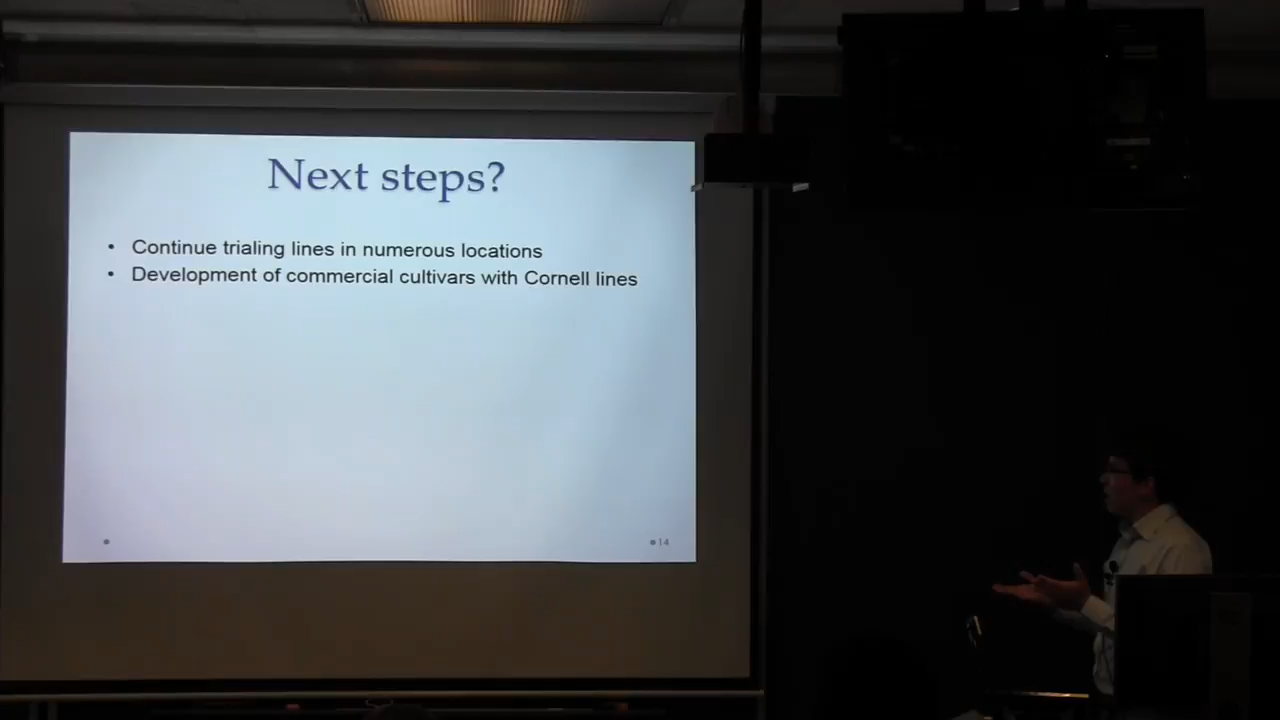 Next steps?
• Continue trialing lines in numerous locations
• Development of commercial cultivars with Cornell lines
14